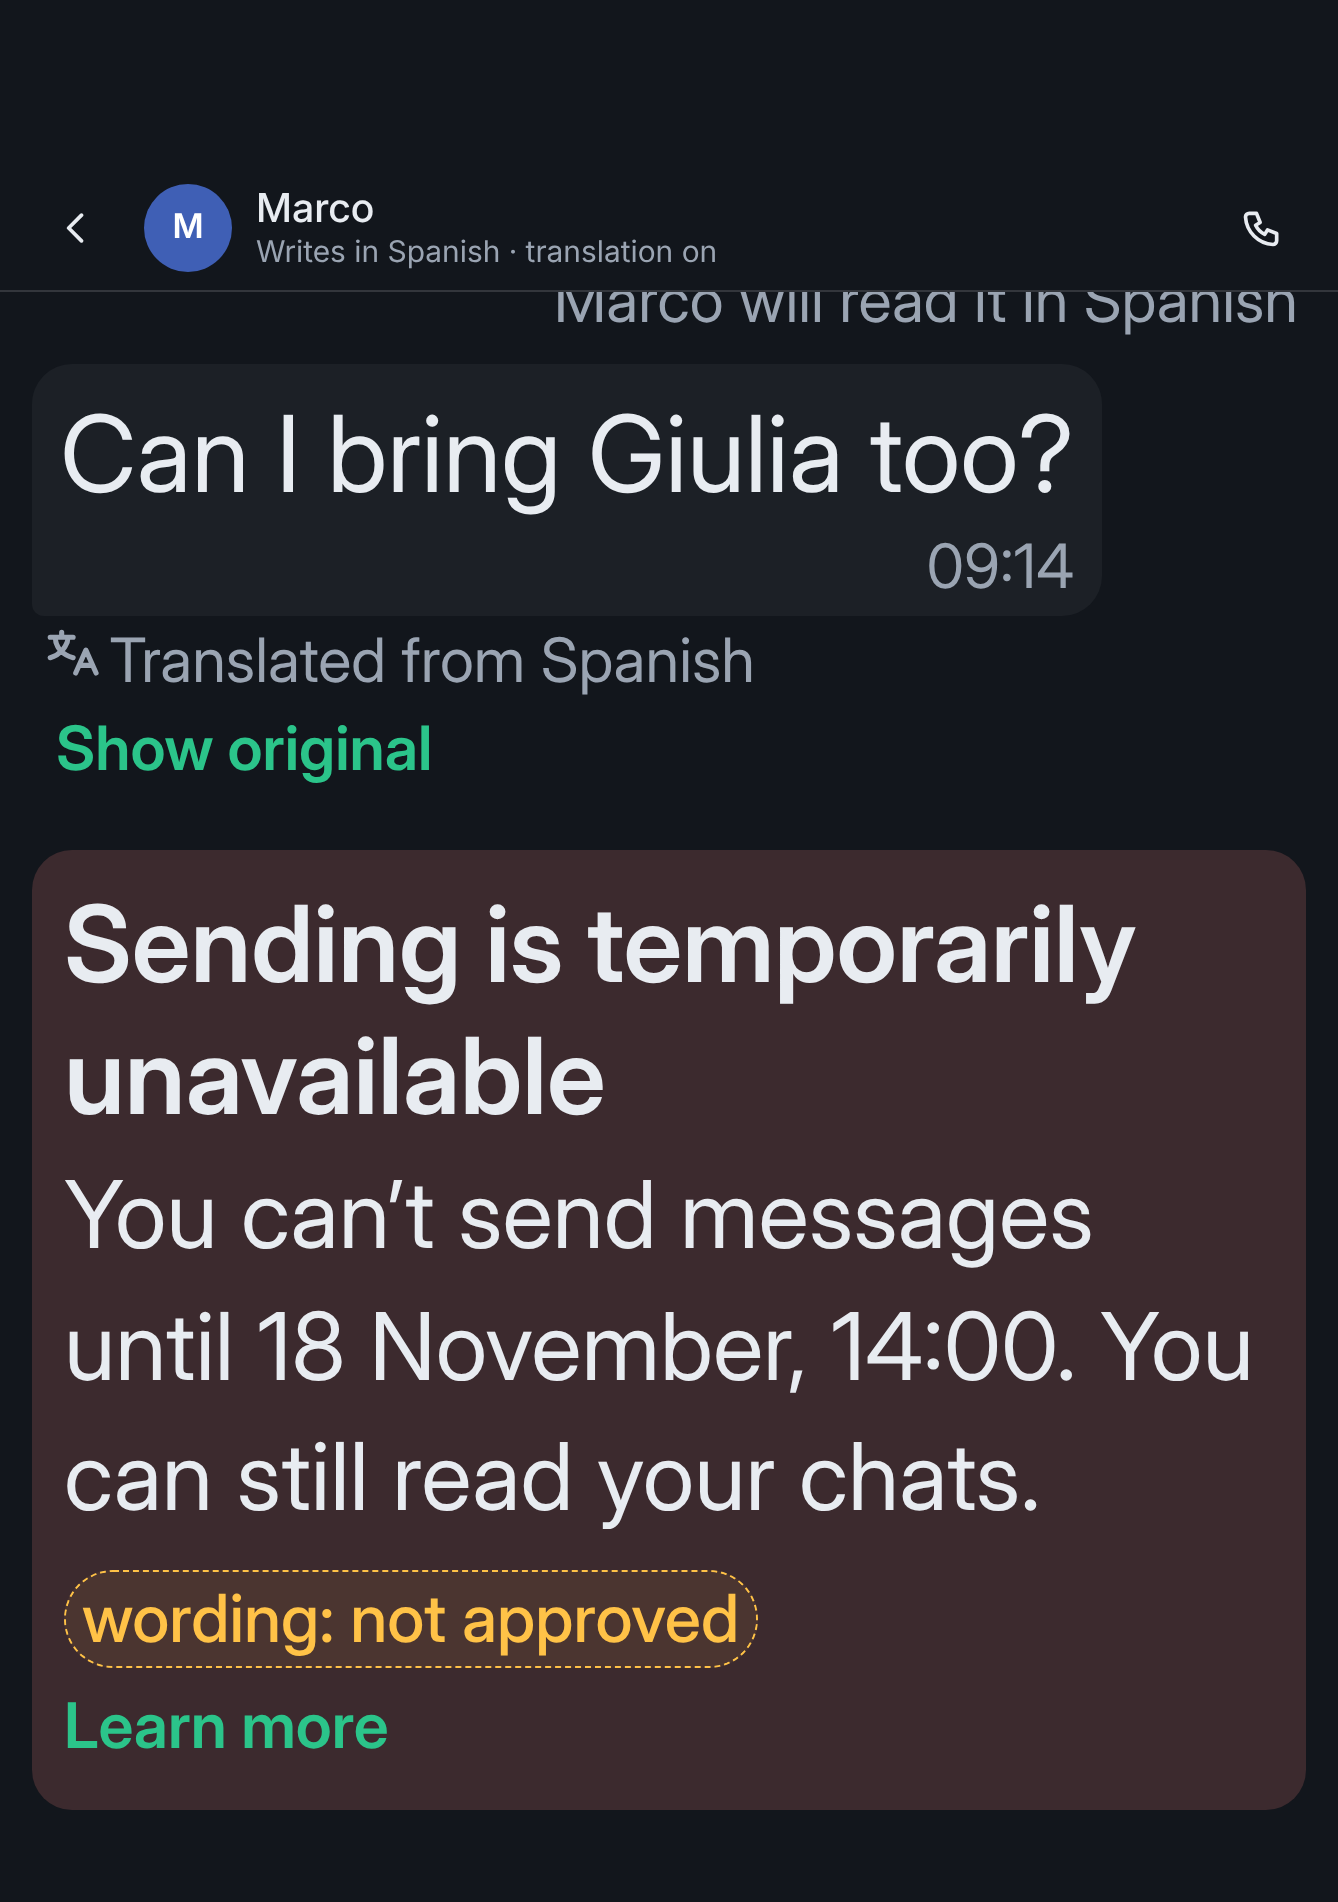 M
Marco
Writes in Spanish · translation on
Marco will read it in Spanish
Can I bring Giulia too?
09:14
Translated from Spanish
Show original
Sending is temporarily
unavailable
You can’t send messages
until 18 November, 14:00. You
can still read your chats.
wording: not approved
Learn more